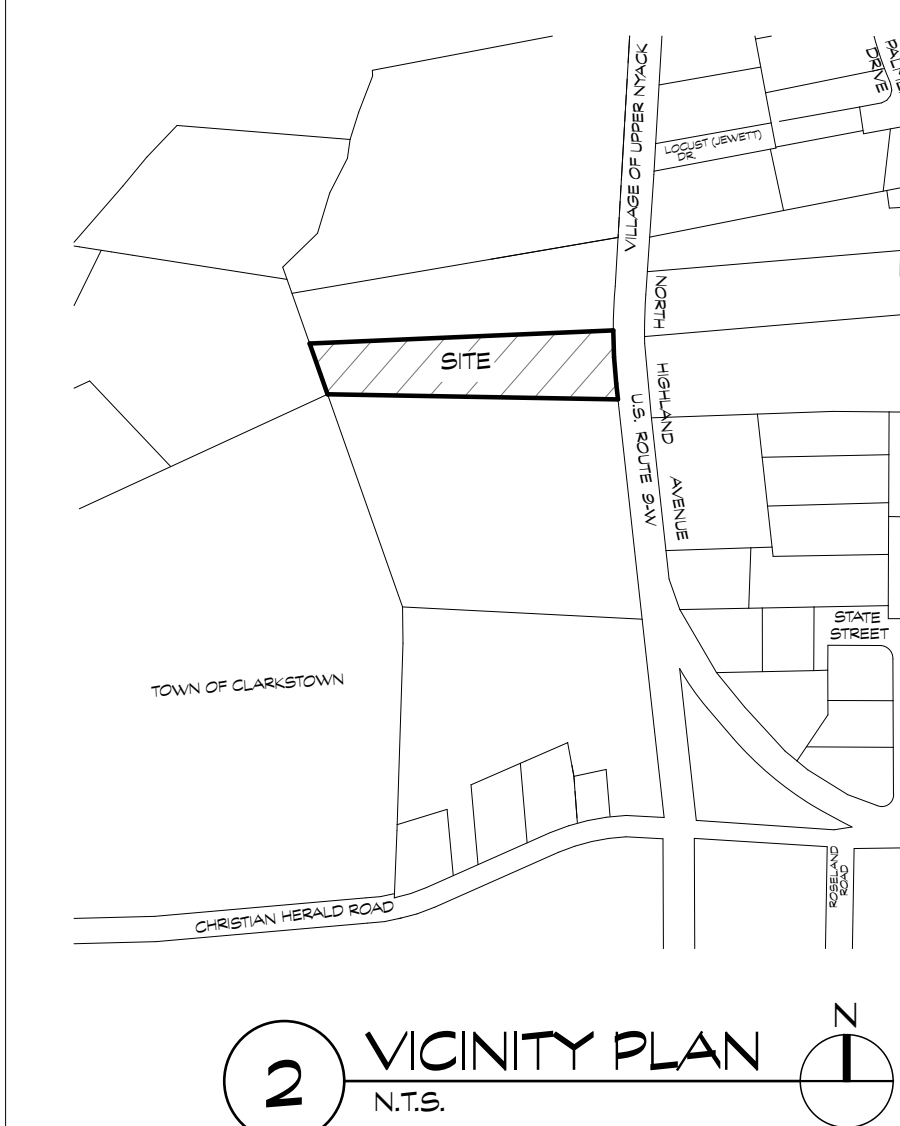 PALMER
DRIVE
VILLAGE OF UPPER NYACK
LOCUST (JEWETT)
DR.
NORTH
HIGHLAND
AVENUE
SITE
U.S. ROUTE 9-W
STATE
STREET
TOWN OF CLARKSTOWN
ROSELAND
ROAD
CHRISTIAN HERALD ROAD
N
2
VICINITY PLAN
N.T.S.